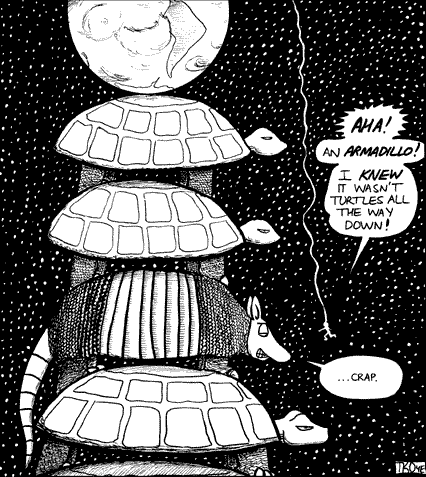 AHA!
AN ARMADILLO!
I KNEW
IT WASN'T
TURTLES ALL
THE WAY
DOWN!
...CRAP.